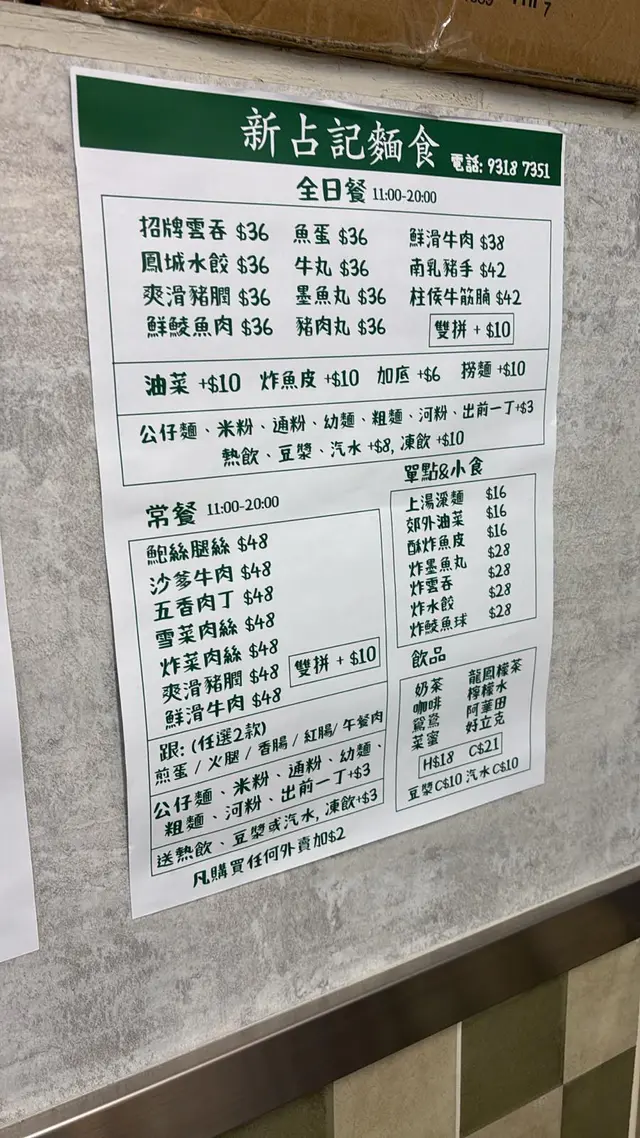 新占記麵食 電話: 9318 7351
全日餐 11:00-20:00
招牌雲吞 $36 魚蛋 $36 鮮滑牛肉 $38
鳳城水餃 $36 牛丸 $36 南乳豬手 $42
爽滑豬膶 $36 墨魚丸 $36 柱侯牛筋腩 $42
鮮鯪魚肉 $36 豬肉丸 $36 雙拼 + $10
油菜 +$10 炸魚皮 +$10 加底 +$6 撈麵 +$10
公仔麵、米粉、通粉、幼麵、粗麵、河粉、出前一丁+$3
熱飲、豆漿、汽水 +$8, 凍飲 +$10
常餐 11:00-20:00
鮑絲腿絲 $48
沙爹牛肉 $48
五香肉丁 $48
雪菜肉絲 $48
炸菜肉絲 $48
爽滑豬膶 $48 雙拼 + $10
鮮滑牛肉 $48
跟: (任選2款)
煎蛋 / 火腿 / 香腸 / 紅腸 / 午餐肉
公仔麵、米粉、通粉、幼麵、
粗麵、河粉、出前一丁+$3
送熱飲、豆漿或汽水, 凍飲+$3
凡購買任何外賣加$2
單點&小食
上湯淨麵 $16
郊外油菜 $16
酥炸魚皮 $16
炸墨魚丸 $28
炸雲吞 $28
炸水餃 $28
炸鯪魚球 $28
飲品
奶茶 龍鳳檸茶
咖啡 檸檬水
鴛鴦 阿華田
菜蜜 好立克
H$18 C$21
豆漿C$10 汽水C$10